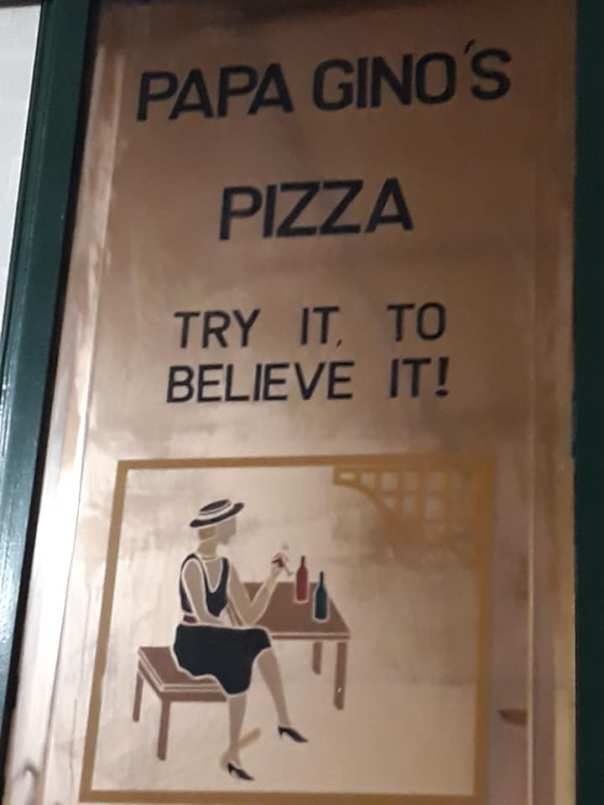 PAPA GINO'S
PIZZA
TRY IT, TO
BELIEVE IT!